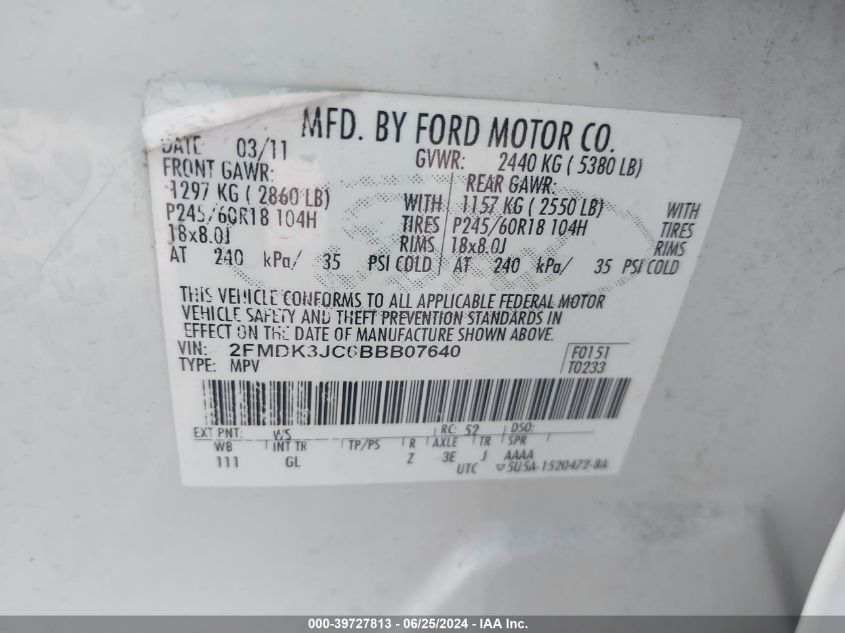 MFD. BY FORD MOTOR CO.
DATE 03/11 GVWR: 2440 KG ( 5380 LB)
FRONT GAWR: REAR GAWR:
1297 KG ( 2860 LB) WITH 1157 KG ( 2550 LB) WITH
P245/60R18 104H TIRES P245/60R18 104H TIRES
18x8.0J RIMS 18x8.0J RIMS
AT 240 kPa/ 35 PSI COLD AT 240 kPa/ 35 PSI COLD
THIS VEHICLE CONFORMS TO ALL APPLICABLE FEDERAL MOTOR
VEHICLE SAFETY AND THEFT PREVENTION STANDARDS IN
EFFECT ON THE DATE OF MANUFACTURE SHOWN ABOVE.
VIN: 2FMDK3JC6BBB07640 F0151
TYPE: MPV T0233
EXT PNT: WS RC: 52 DSO:
WB INT TR TP/PS R AXLE TR SPR
111 GL Z 3E J AAAA
UTC ▽5U5A-1520472-BA
000-39727813 - 06/25/2024 - IAA Inc.